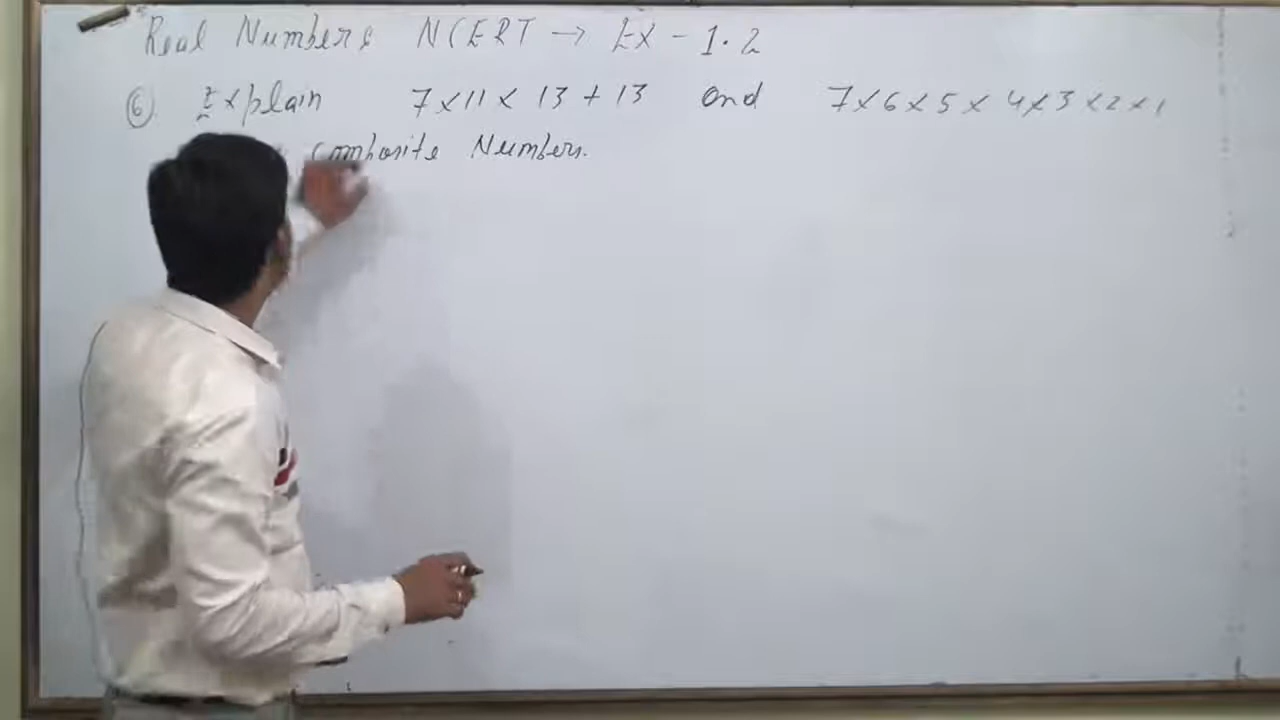 Real Numbers NCERT → EX - 1.2
⑥ Explain 7×11×13+13 and 7×6×5×4×3×2×1
Composite Numbers.